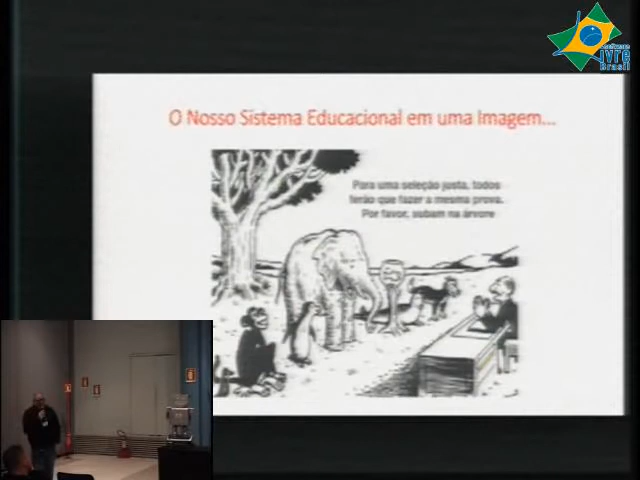 O Nosso Sistema Educacional em uma Imagem...
Para uma seleção justa, todos
terão que fazer a mesma prova.
Por favor, subam na árvore
livre
Brasil